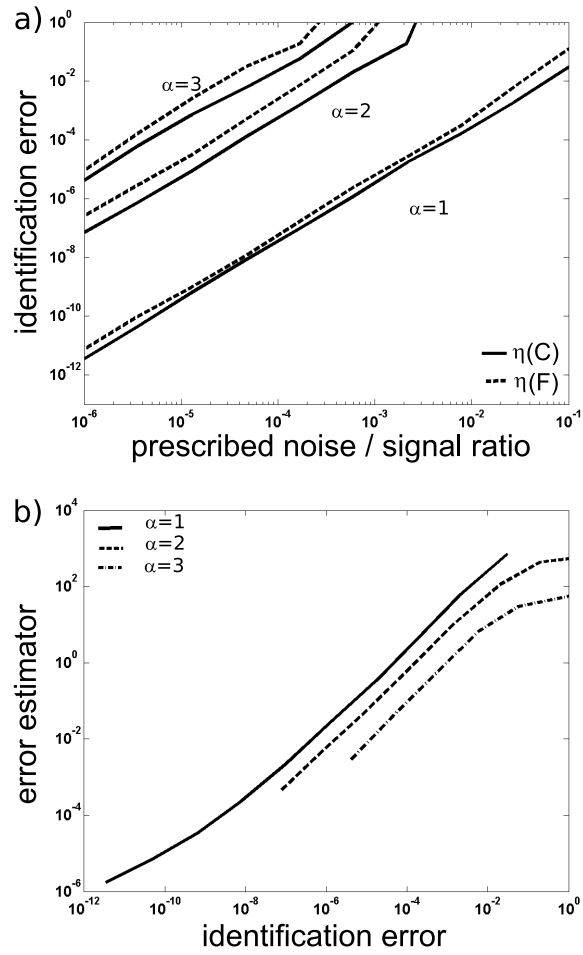 a)
10^0
10^-2
10^-4
10^-6
10^-8
10^-10
10^-12
identification error
α=3
α=2
α=1
η(C)
η(F)
10^-6
10^-5
10^-4
10^-3
10^-2
10^-1
prescribed noise / signal ratio
b)
10^4
10^2
10^0
10^-2
10^-4
10^-6
error estimator
α=1
α=2
α=3
10^-12
10^-10
10^-8
10^-6
10^-4
10^-2
10^0
identification error